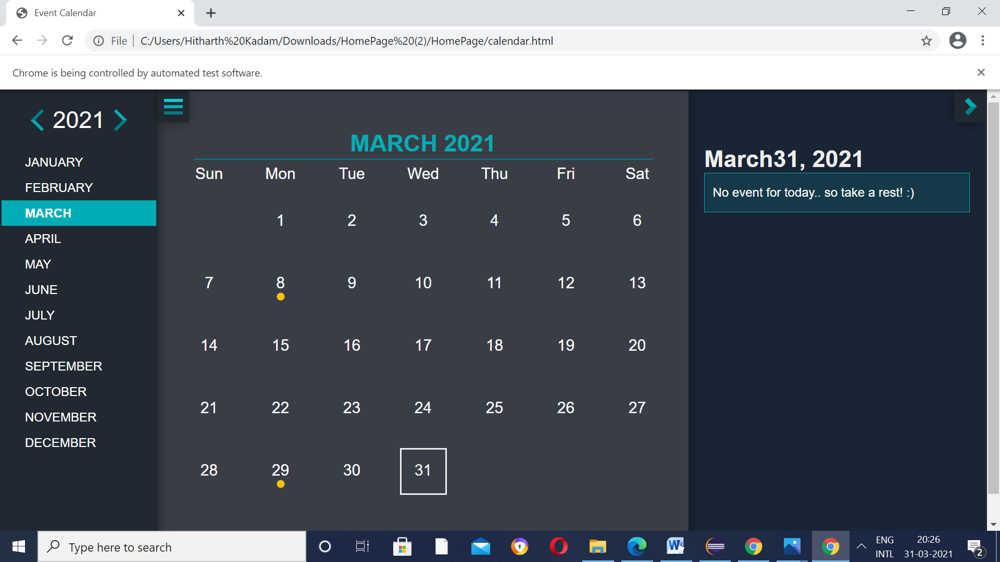 Event Calendar
File
C:/Users/Hitharth%20Kadam/Downloads/HomePage%20(2)/HomePage/calendar.html
Chrome is being controlled by automated test software.
2021
JANUARY
FEBRUARY
MARCH
APRIL
MAY
JUNE
JULY
AUGUST
SEPTEMBER
OCTOBER
NOVEMBER
DECEMBER
MARCH 2021
Sun Mon Tue Wed Thu Fri Sat
1 2 3 4 5 6
7 8 9 10 11 12 13
14 15 16 17 18 19 20
21 22 23 24 25 26 27
28 29 30 31
March31, 2021
No event for today.. so take a rest! :)
Type here to search
W
ENG
INTL
20:26
31-03-2021
2